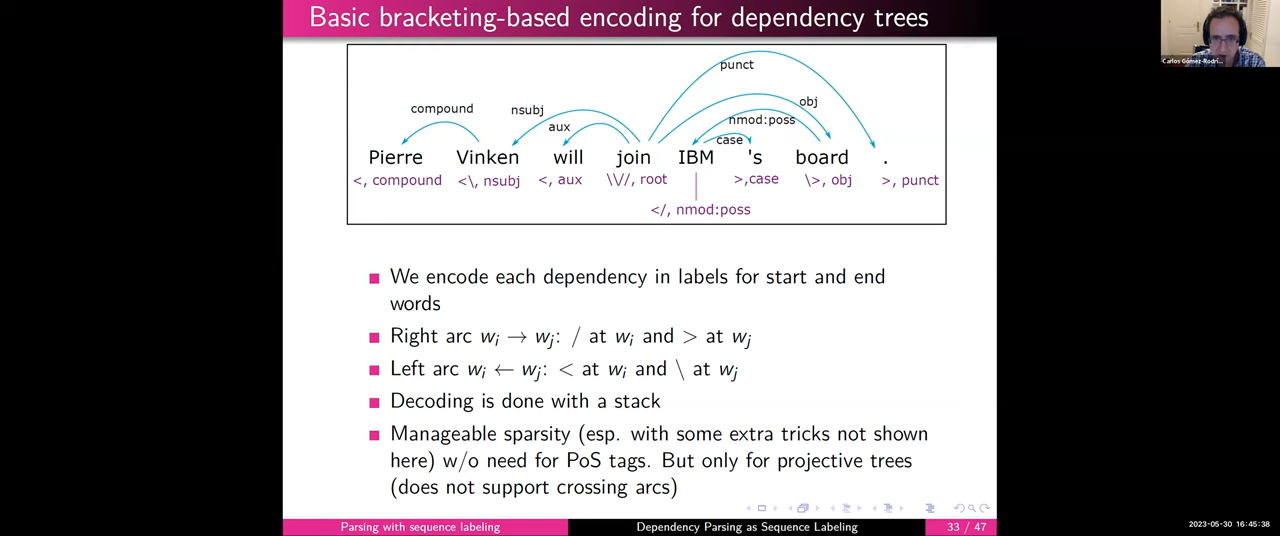 Basic bracketing-based encoding for dependency trees
Carlos Gómez-Rodrí...
punct
compound
nsubj
obj
aux
nmod:poss
case
Pierre Vinken will join IBM 's board .
<, compound <\, nsubj <, aux \\//, root >,case \>, obj >, punct
</, nmod:poss
We encode each dependency in labels for start and end
words
Right arc wi → wj: / at wi and > at wj
Left arc wi ← wj: < at wi and \ at wj
Decoding is done with a stack
Manageable sparsity (esp. with some extra tricks not shown
here) w/o need for PoS tags. But only for projective trees
(does not support crossing arcs)
Parsing with sequence labeling Dependency Parsing as Sequence Labeling 33 / 47
2023-05-30 16:45:38